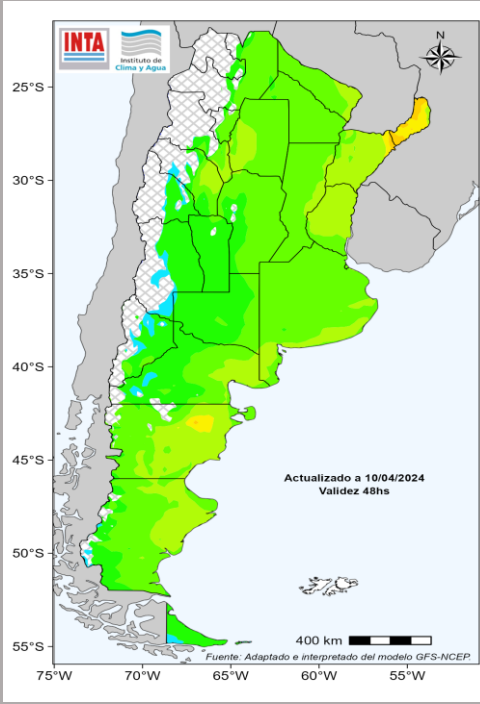 INTA
Instituto de
Clima y Agua
N
25°S
30°S
35°S
40°S
45°S
50°S
55°S
Actualizado a 10/04/2024
Validez 48hs
400 km
Fuente: Adaptado e interpretado del modelo GFS-NCEP.
75°W
70°W
65°W
60°W
55°W